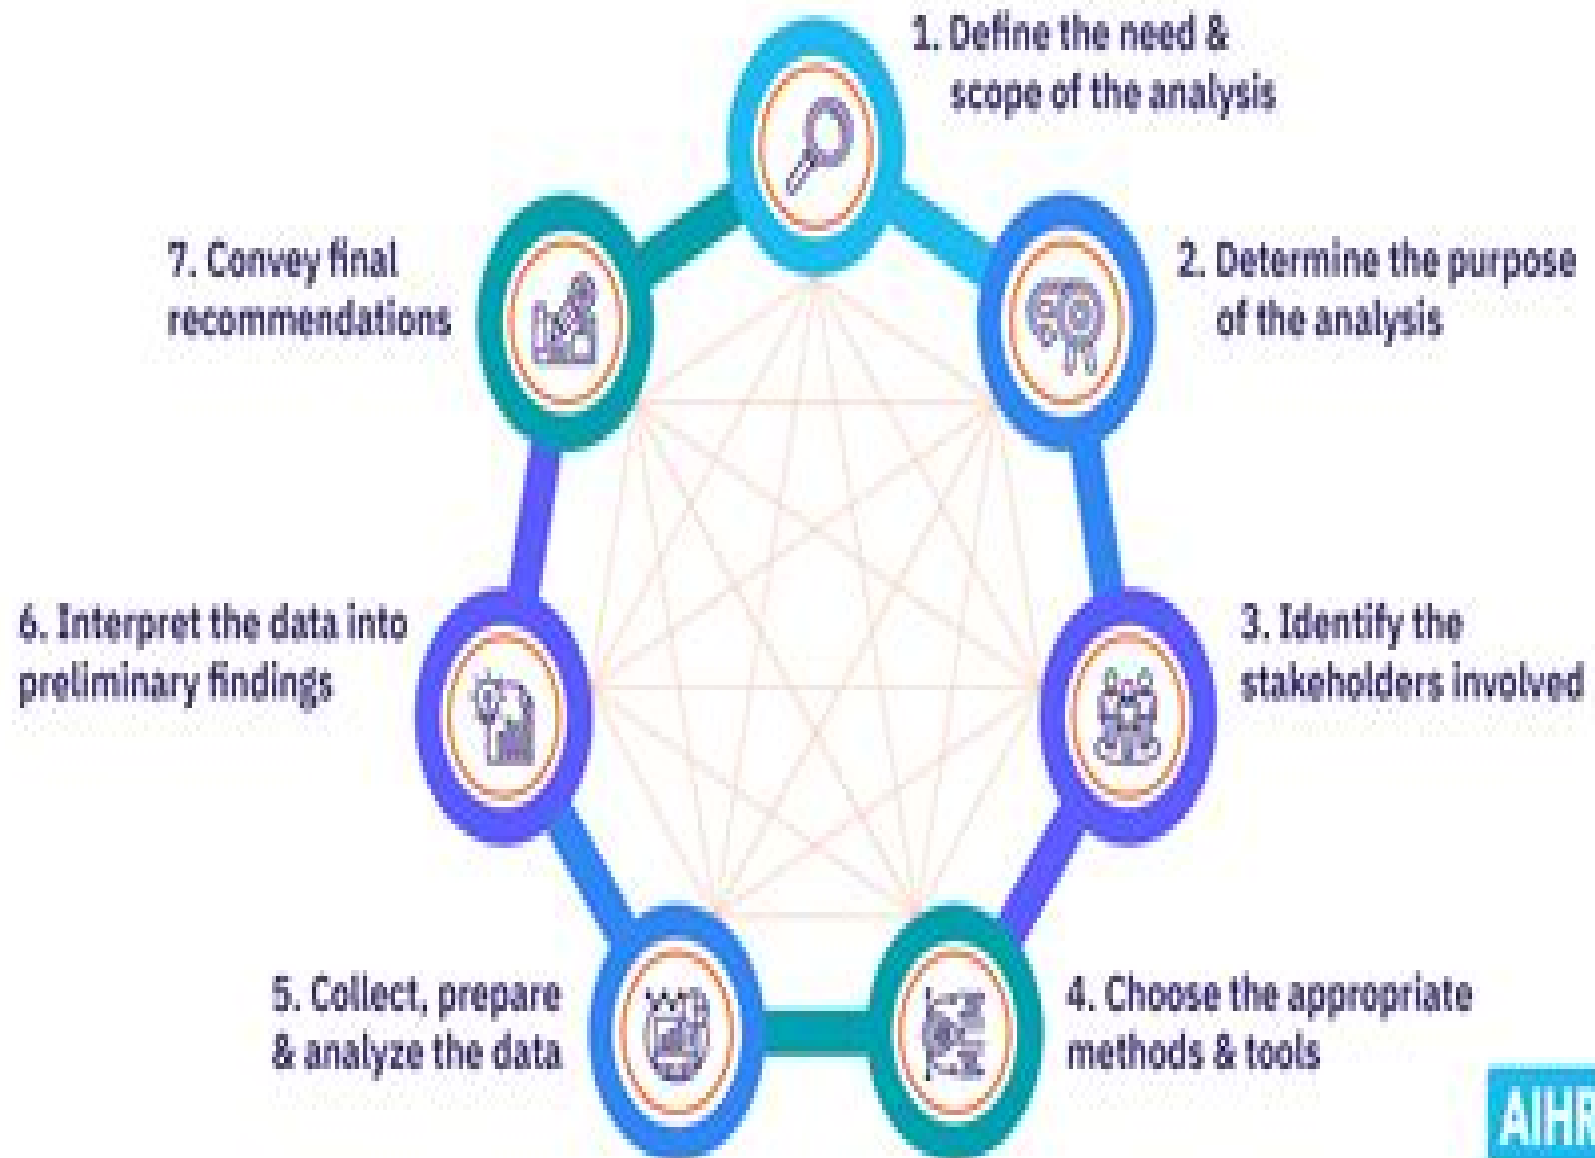 1. Define the need &
scope of the analysis
2. Determine the purpose
of the analysis
3. Identify the
stakeholders involved
4. Choose the appropriate
methods & tools
5. Collect, prepare
& analyze the data
6. Interpret the data into
preliminary findings
7. Convey final
recommendations
AIHR